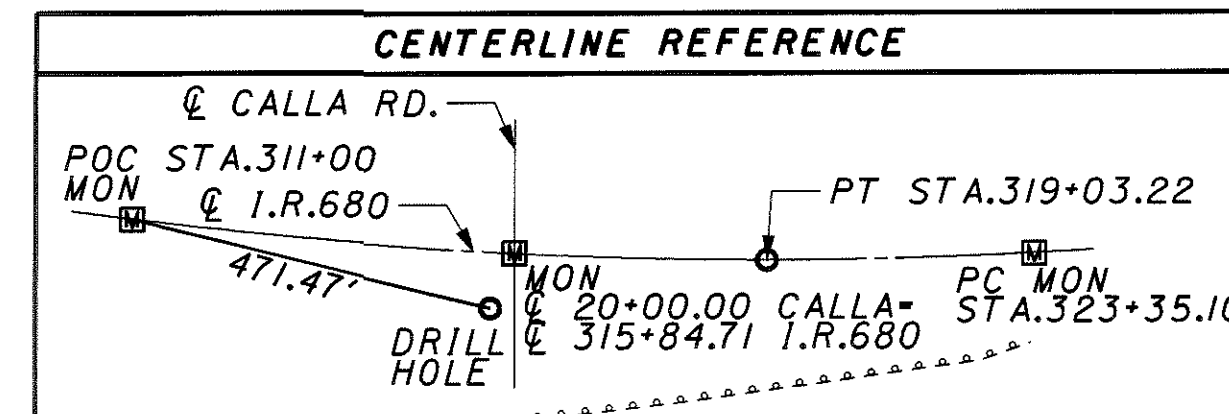 CENTERLINE REFERENCE
℄ CALLA RD.
POC STA.311+00
MON
℄ I.R.680
PT STA.319+03.22
M
M
M
471.47'
MON
℄ 20+00.00 CALLA=
℄ 315+84.71 I.R.680
PC MON
STA.323+35.10
DRILL
HOLE